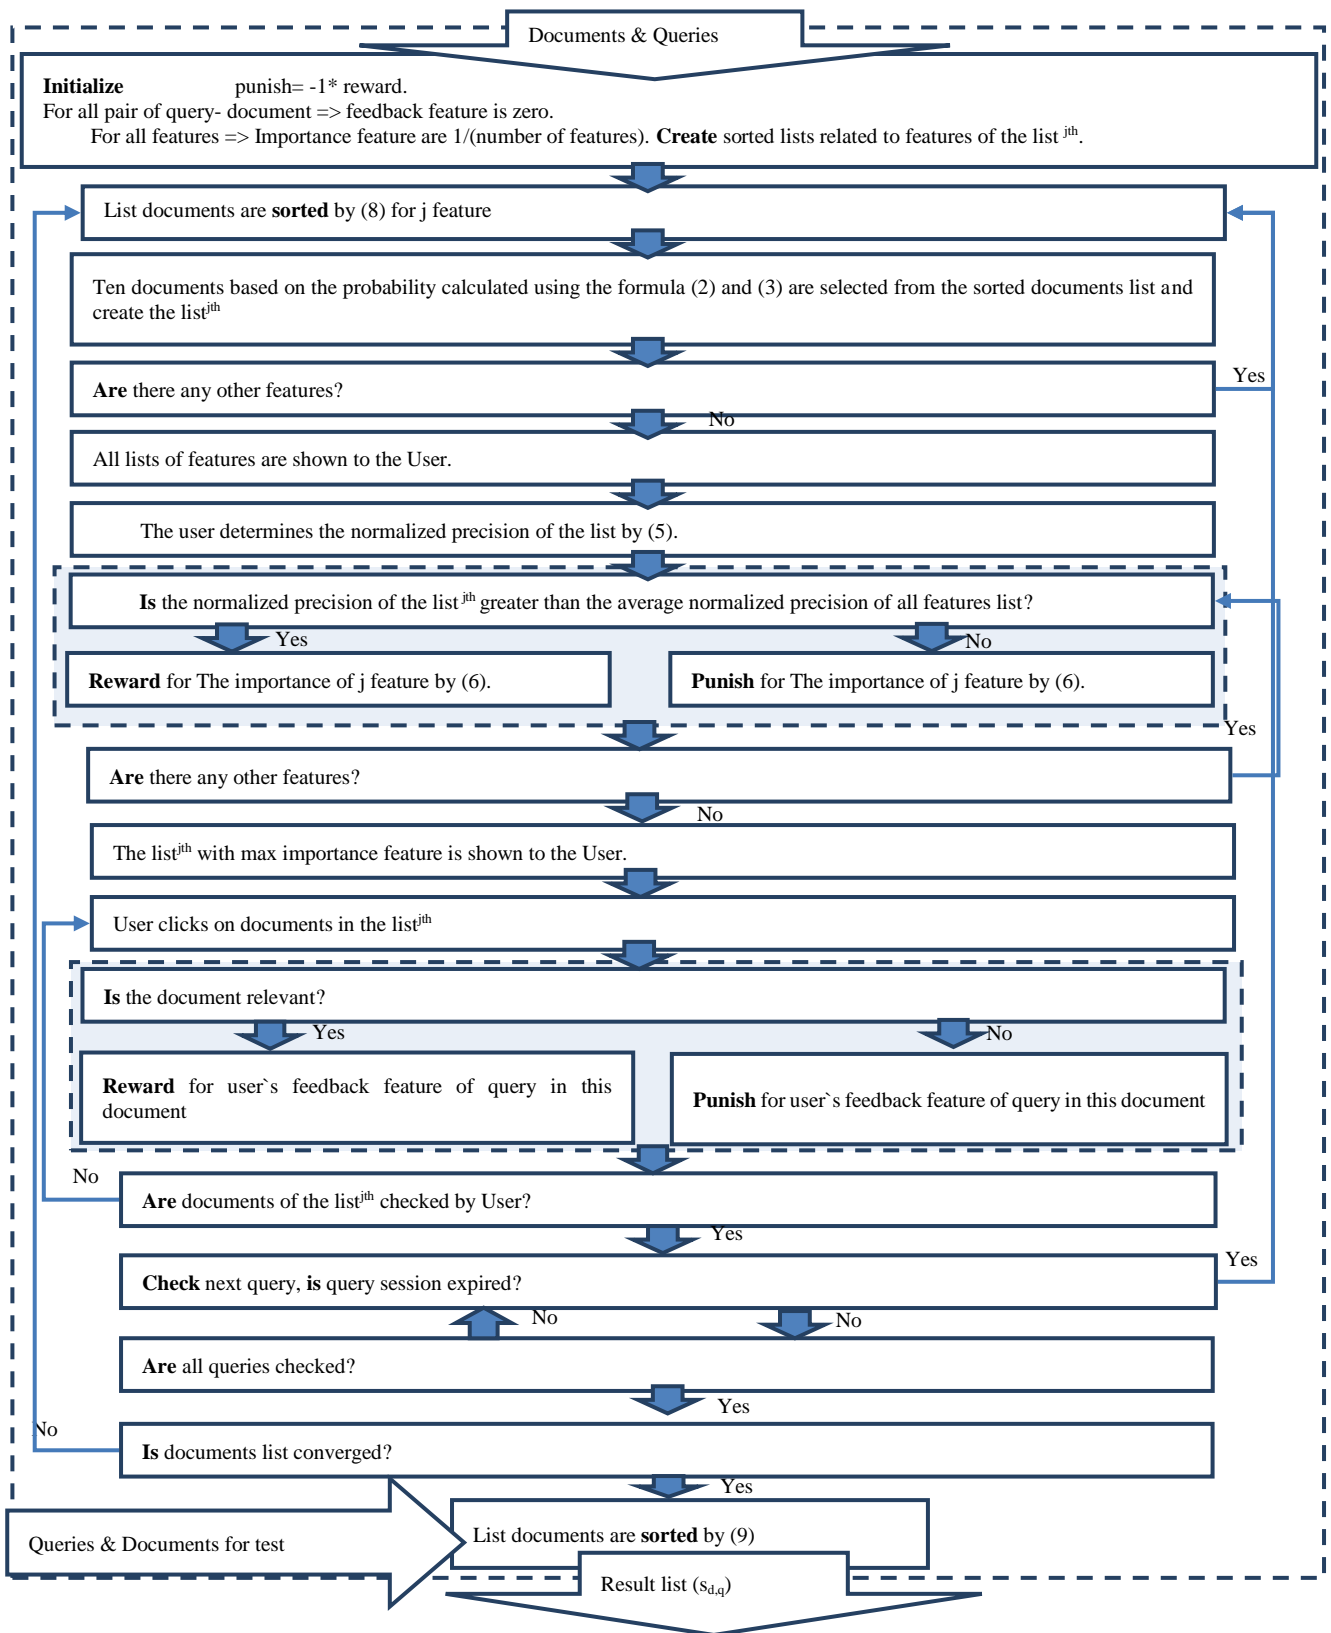 Documents & Queries
Initialize punish= -1* reward.
For all pair of query- document => feedback feature is zero.
For all features => Importance feature are 1/(number of features). Create sorted lists related to features of the list jth.
List documents are sorted by (8) for j feature
Ten documents based on the probability calculated using the formula (2) and (3) are selected from the sorted documents list and
create the listjth
Are there any other features?
Yes
No
All lists of features are shown to the User.
The user determines the normalized precision of the list by (5).
Is the normalized precision of the list jth greater than the average normalized precision of all features list?
Yes
No
Reward for The importance of j feature by (6).
Punish for The importance of j feature by (6).
Yes
Are there any other features?
No
The listjth with max importance feature is shown to the User.
User clicks on documents in the listjth
Is the document relevant?
Yes
No
Reward for user`s feedback feature of query in this
document
Punish for user`s feedback feature of query in this document
No
Are documents of the listjth checked by User?
Yes
Yes
Check next query, is query session expired?
No
No
Are all queries checked?
Yes
No
Is documents list converged?
Yes
Queries & Documents for test
List documents are sorted by (9)
Result list (sd,q)